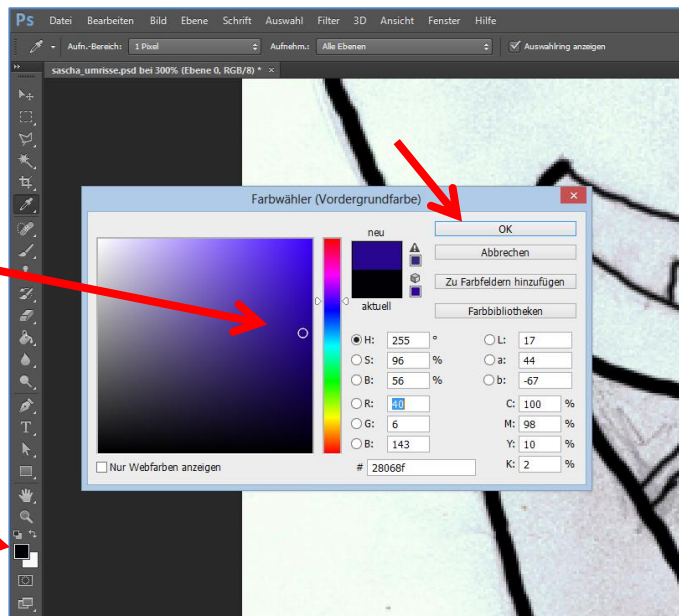 Ps Datei Bearbeiten Bild Ebene Schrift Auswahl Filter 3D Ansicht Fenster Hilfe
Aufn.-Bereich: 1 Pixel Aufnehm.: Alle Ebenen Auswahlring anzeigen
sascha_umrisse.psd bei 300% (Ebene 0, RGB/8) * ×
Farbwähler (Vordergrundfarbe)
neu
aktuell
OK
Abbrechen
Zu Farbfeldern hinzufügen
Farbbibliotheken
H: 255 °
S: 96 %
B: 56 %
R: 40
G: 6
B: 143
L: 17
a: 44
b: -67
C: 100 %
M: 98 %
Y: 10 %
K: 2 %
Nur Webfarben anzeigen
# 28068f